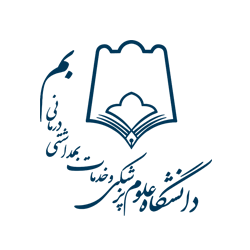 دانشگاه علوم پزشکی و خدمات بهداشتی درمانی بم